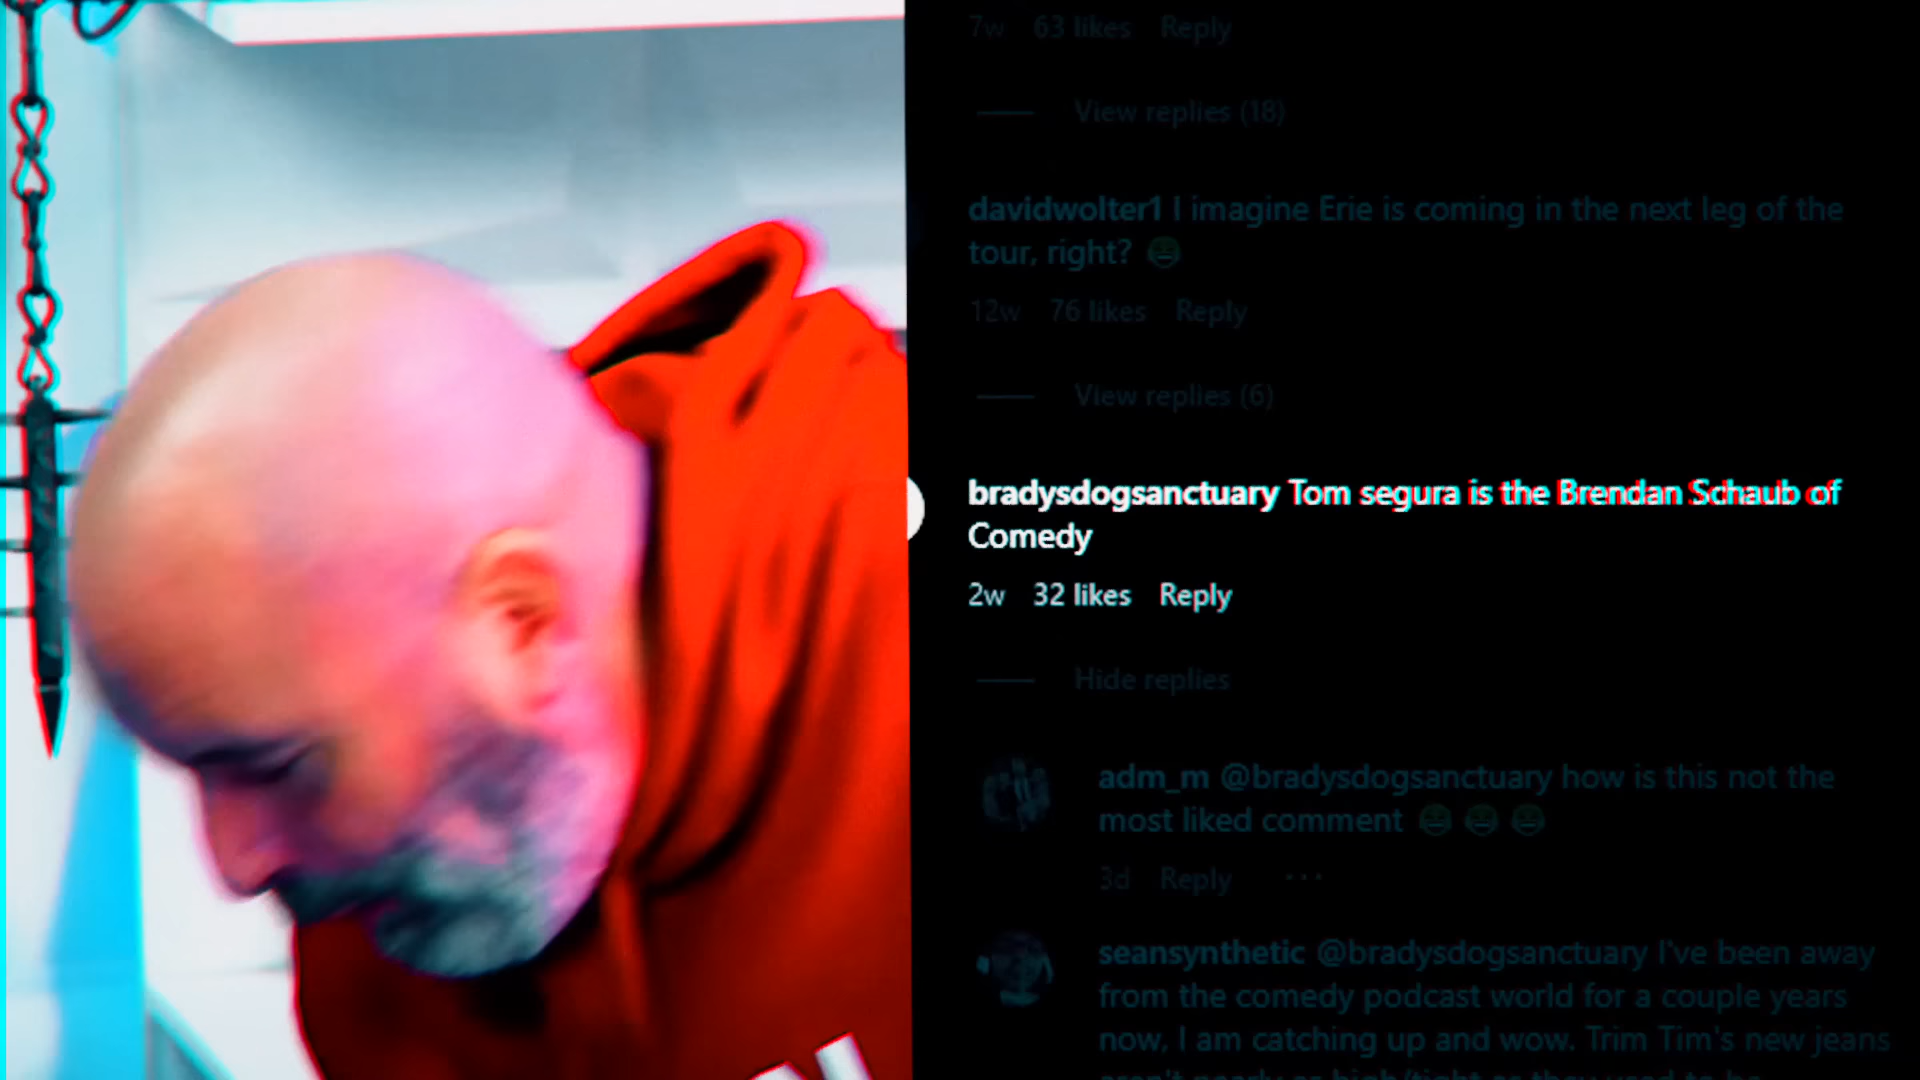 7w 63 likes Reply
View replies (18)
davidwolter1 I imagine Erie is coming in the next leg of the
tour, right?
12w 76 likes Reply
View replies (6)
bradysdogsanctuary Tom segura is the Brendan Schaub of
Comedy
2w 32 likes Reply
Hide replies
adm_m @bradysdogsanctuary how is this not the
most liked comment
3d Reply ...
seansynthetic @bradysdogsanctuary I've been away
from the comedy podcast world for a couple years
now, I am catching up and wow. Trim Tim's new jeans